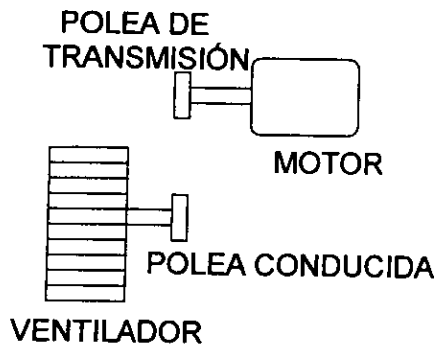 POLEA DE
TRANSMISIÓN
MOTOR
POLEA CONDUCIDA
VENTILADOR